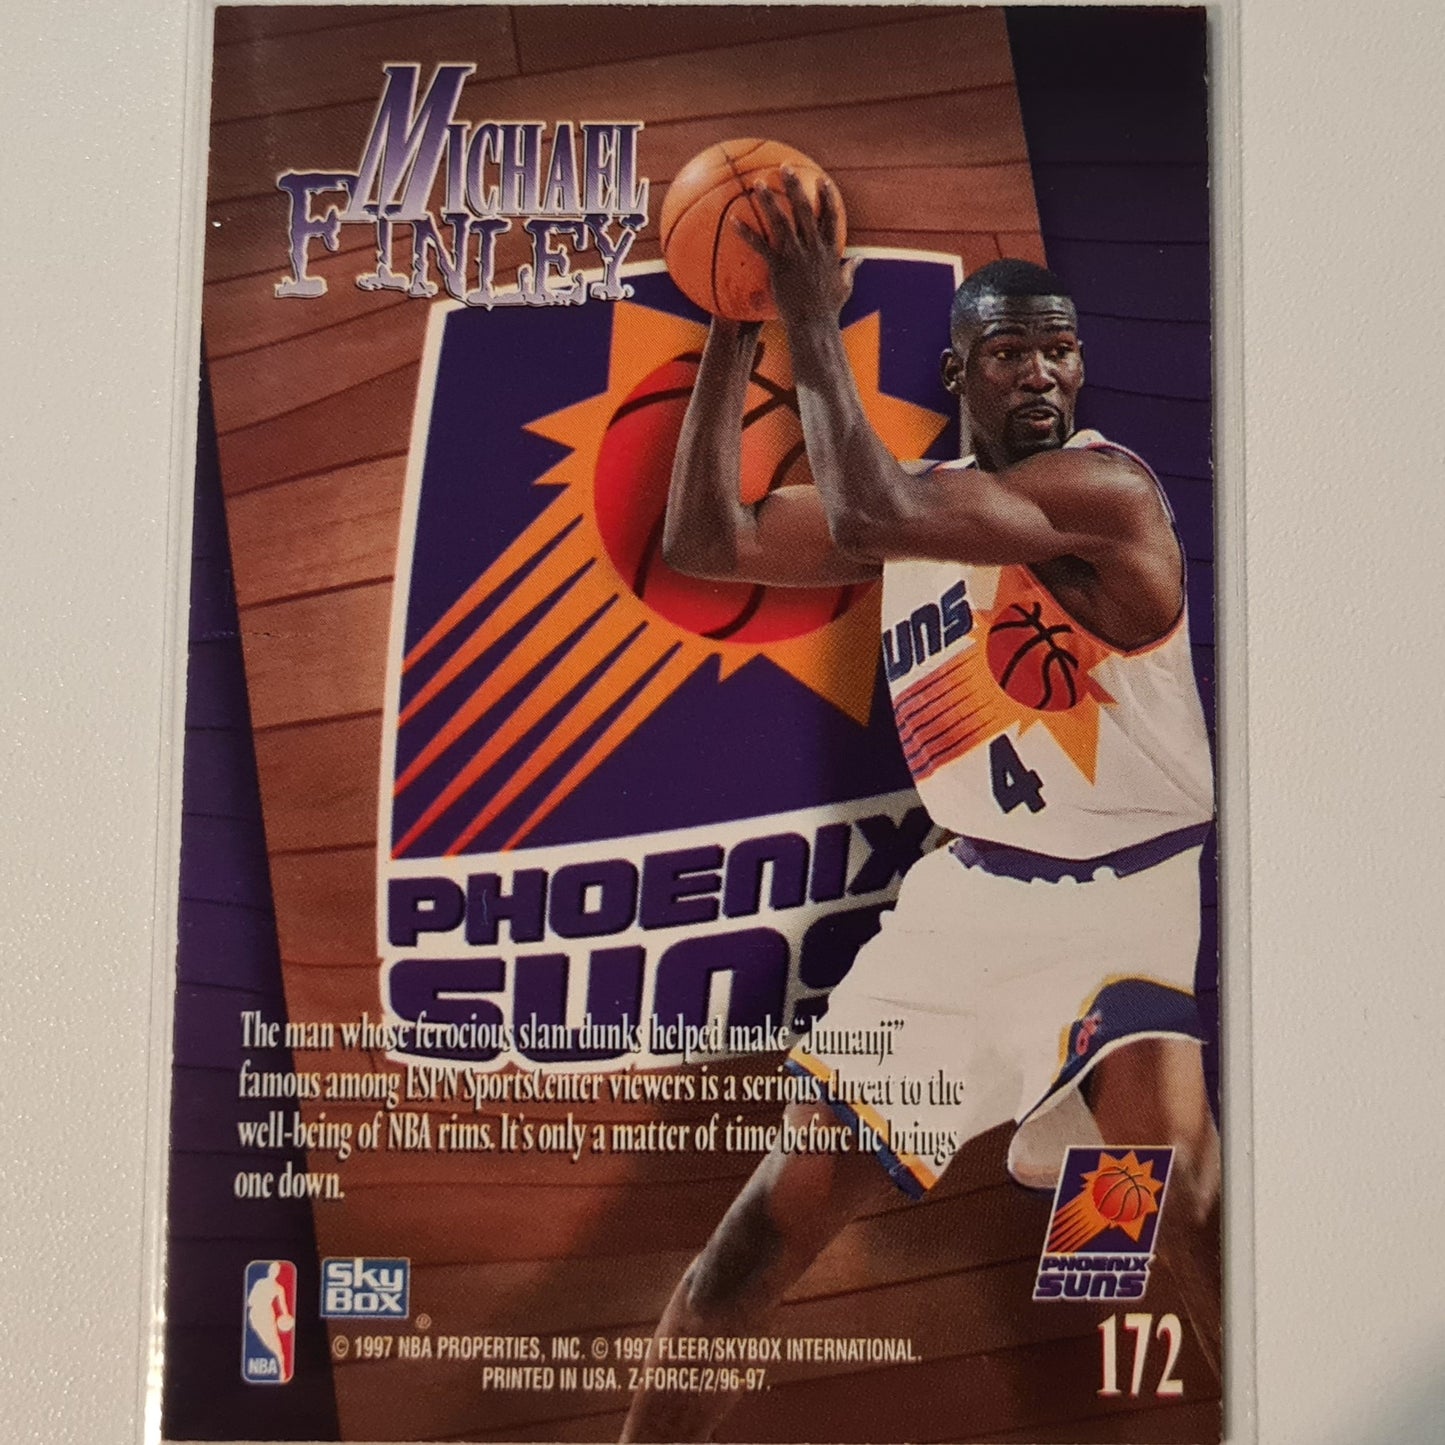 MICHAEL
FINLEY
SUNS
4
PHOENIX
SUNS
The man whose ferocious slam dunks helped make "Jumanji"
famous among ESPN SportsCenter viewers is a serious threat to the
well-being of NBA rims. It's only a matter of time before he brings
one down.
NBA
SKY
BOX
®
© 1997 NBA PROPERTIES, INC. © 1997 FLEER/SKYBOX INTERNATIONAL.
PRINTED IN USA. Z-FORCE/2/96-97.
PHOENIX
SUNS
172